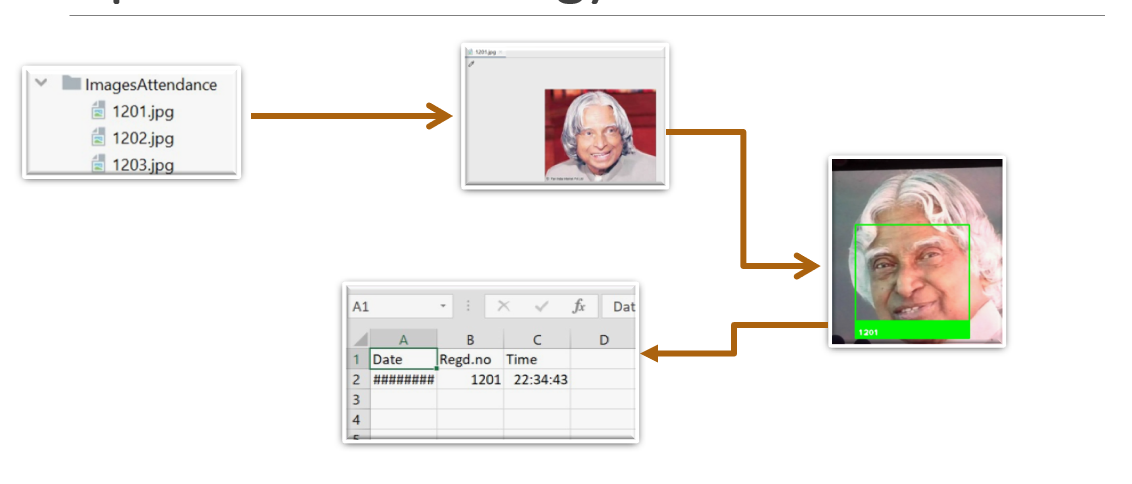 ImagesAttendance
1201.jpg
1202.jpg
1203.jpg
1201.jpg
1201
A1
fx
Dat
A B C D
1 Date Regd.no Time
2 ######## 1201 22:34:43
3
4